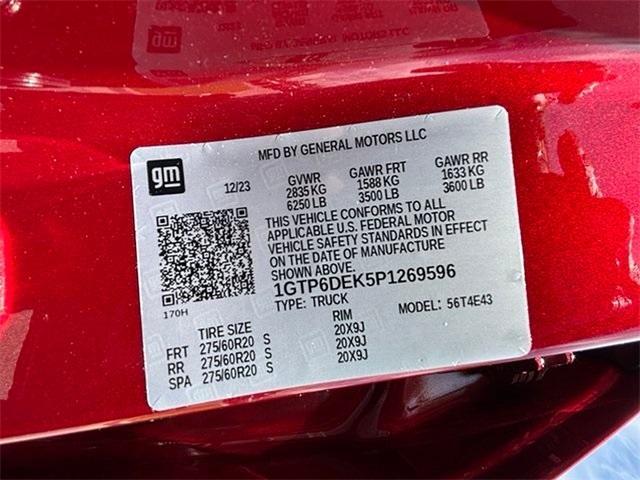 MFD BY GENERAL MOTORS LLC
gm
12/23
GVWR GAWR FRT GAWR RR
2835 KG 1588 KG 1633 KG
6250 LB 3500 LB 3600 LB
THIS VEHICLE CONFORMS TO ALL
APPLICABLE U.S. FEDERAL MOTOR
VEHICLE SAFETY STANDARDS IN EFFECT
ON THE DATE OF MANUFACTURE
SHOWN ABOVE.
1GTP6DEK5P1269596
170H
TYPE: TRUCK MODEL: 56T4E43
TIRE SIZE RIM
FRT 275/60R20 S 20X9J
RR 275/60R20 S 20X9J
SPA 275/60R20 S 20X9J